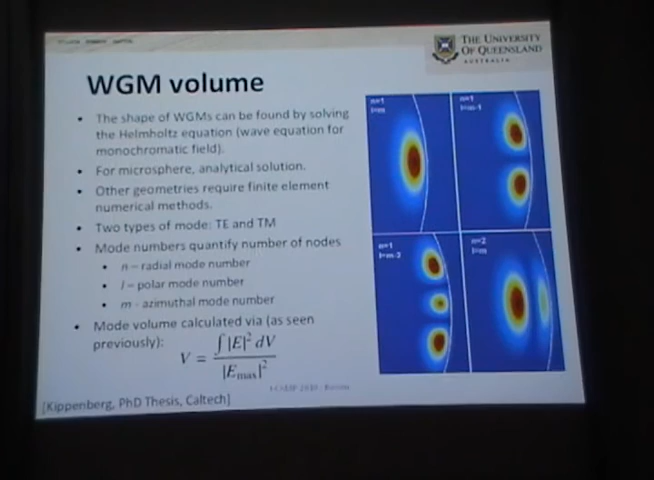 THE UNIVERSITY
OF QUEENSLAND
AUSTRALIA
WGM volume
• The shape of WGMs can be found by solving
the Helmholtz equation (wave equation for
monochromatic field).
• For microsphere, analytical solution.
• Other geometries require finite element
numerical methods.
• Two types of mode: TE and TM
• Mode numbers quantify number of nodes
• n – radial mode number
• l – polar mode number
• m - azimuthal mode number
• Mode volume calculated via (as seen
previously):
V = ∫|E|² dV / |Emax|²
[Kippenberg, PhD Thesis, Caltech]
n=1
l=m
n=1
l=m-1
n=1
l=m-2
n=2
l=m